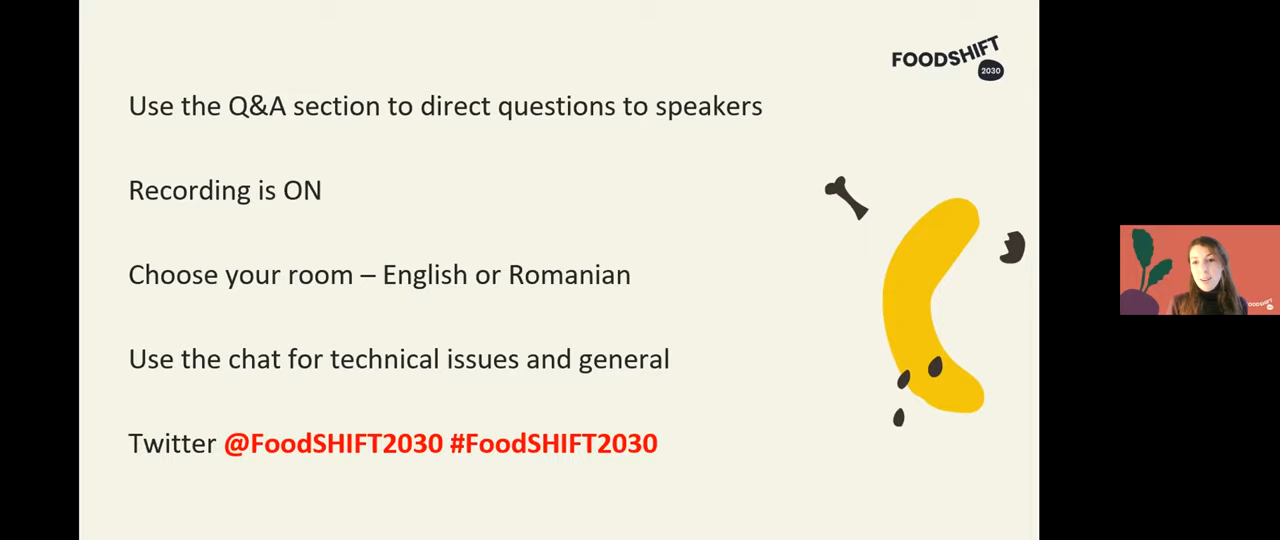 FOODSHIFT
2030
Use the Q&A section to direct questions to speakers
Recording is ON
Choose your room – English or Romanian
Use the chat for technical issues and general
Twitter @FoodSHIFT2030 #FoodSHIFT2030